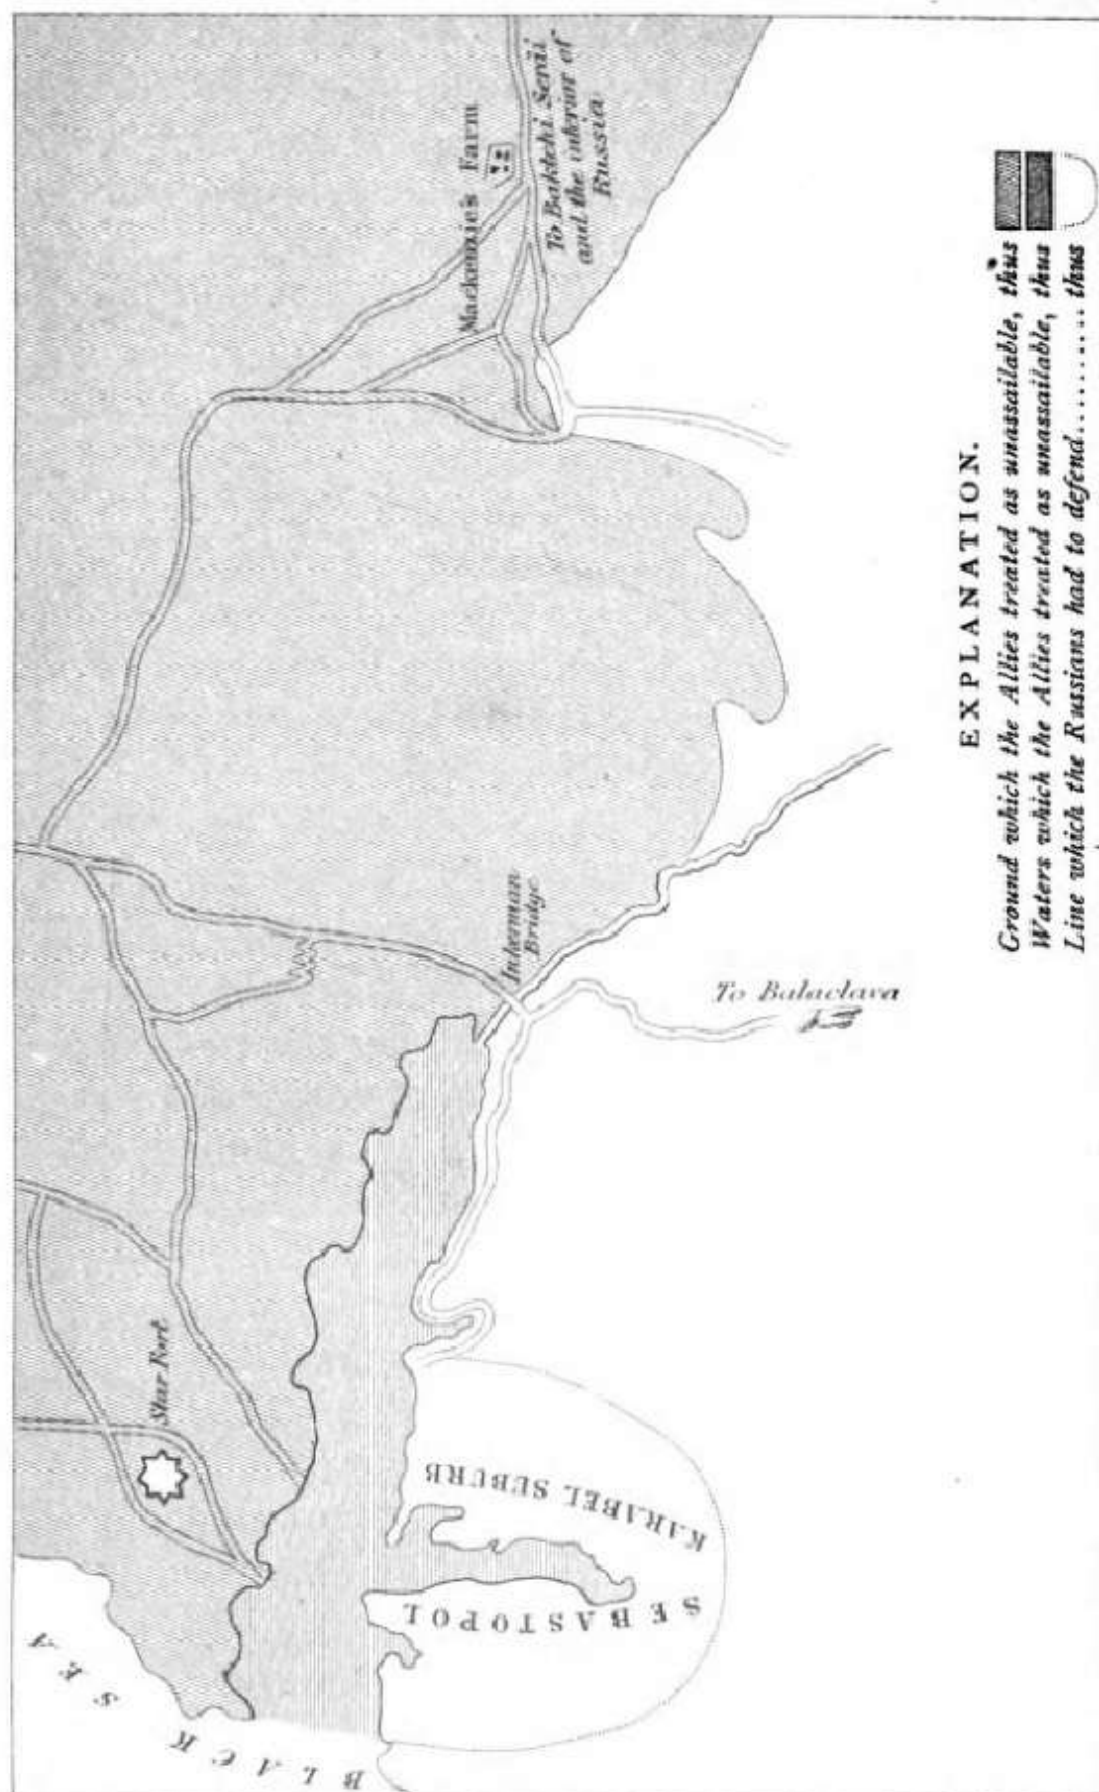 Mackenzie's Farm
To Baktchi Serai
and the interior of
Russia
Inkerman
Bridge
To Balaclava
Star Fort
KARABEL SUBURB
SEBASTOPOL
BLACK SEA
EXPLANATION.
Ground which the Allies treated as unassailable, thus
Waters which the Allies treated as unassailable, thus
Line which the Russians had to defend.......... thus